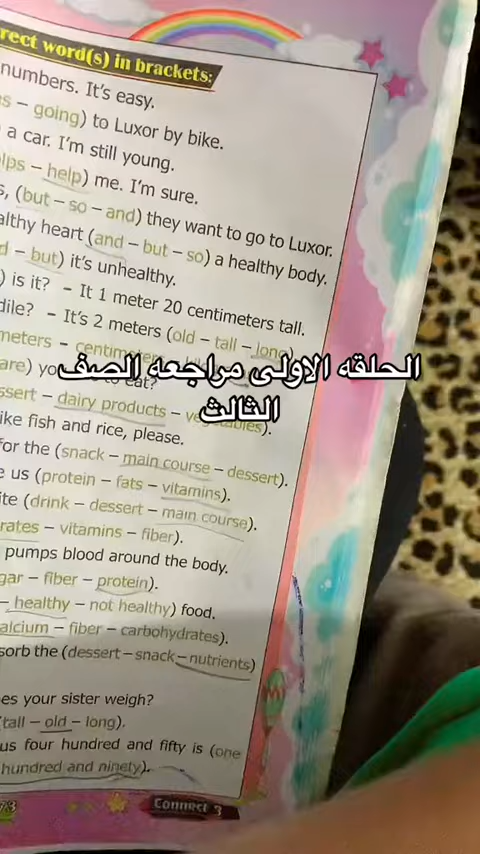 rect word(s) in brackets:
numbers. It's easy.
s – going) to Luxor by bike.
a car. I'm still young.
lps – help) me. I'm sure.
s, (but – so – and) they want to go to Luxor.
althy heart (and – but – so) a healthy body.
d – but) it's unhealthy.
) is it? – It 1 meter 20 centimeters tall.
dile? – It's 2 meters (old – tall – long)
meters – centimeters
are) yo eat?
الحلقه الاولى مراجعه الصف
الثالث
ssert – dairy products – vegetables).
ike fish and rice, please.
for the (snack – main course – dessert).
e us (protein – fats – vitamins).
ite (drink – dessert – main course).
rates – vitamins – fiber).
pumps blood around the body.
gar – fiber – protein).
– healthy – not healthy) food.
alcium – fiber – carbohydrates).
sorb the (dessert – snack – nutrients)
es your sister weigh?
(tall – old – long).
us four hundred and fifty is (one
hundred and ninety).
73
Connect 3